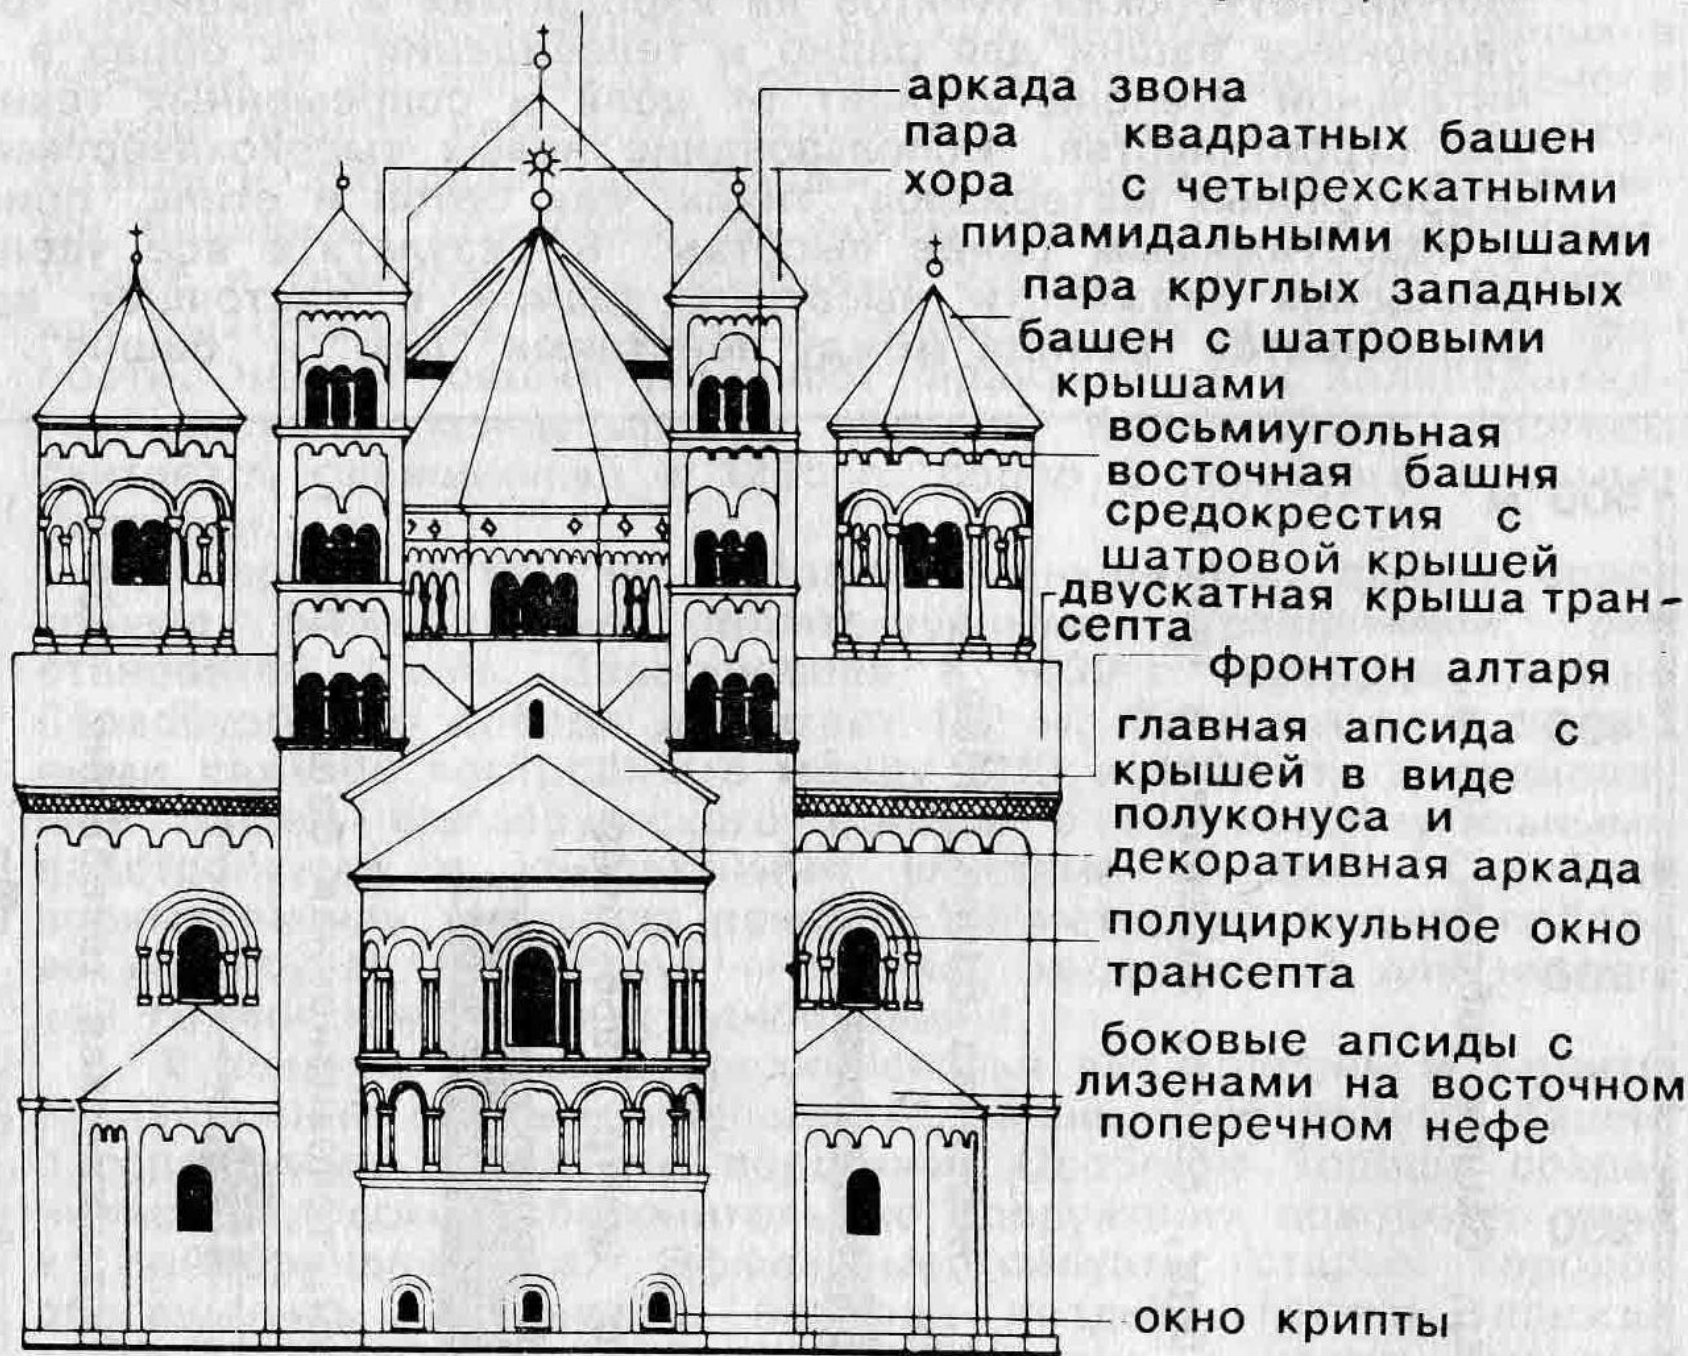 аркада звона
пара квадратных башен
хора с четырехскатными
пирамидальными крышами
пара круглых западных
башен с шатровыми
крышами
восьмиугольная
восточная башня
средокрестия с
шатровой крышей
двускатная крыша тран-
септа
фронтон алтаря
главная апсида с
крышей в виде
полуконуса и
декоративная аркада
полуциркульное окно
трансепта
боковые апсиды с
лизенами на восточном
поперечном нефе
окно крипты